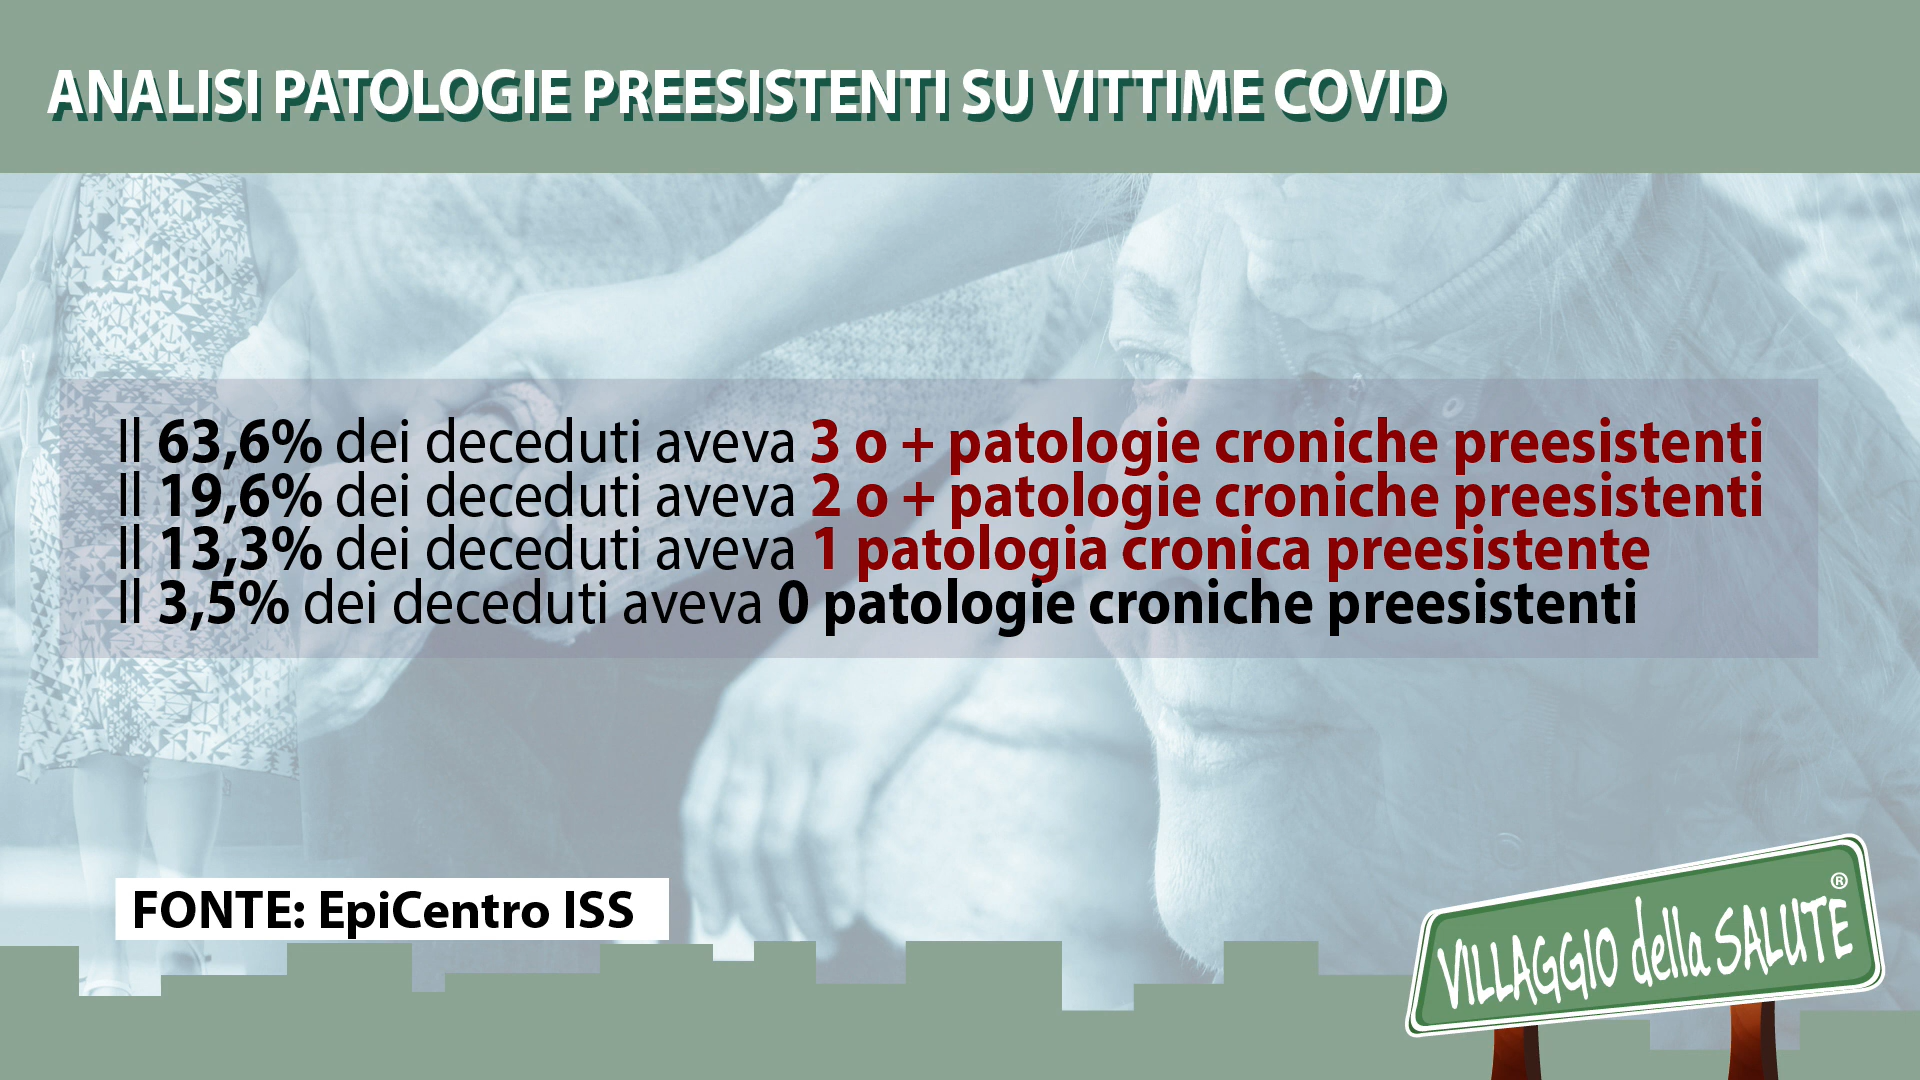 ANALISI PATOLOGIE PREESISTENTI SU VITTIME COVID
Il 63,6% dei deceduti aveva 3 o + patologie croniche preesistenti
Il 19,6% dei deceduti aveva 2 o + patologie croniche preesistenti
Il 13,3% dei deceduti aveva 1 patologia cronica preesistente
Il 3,5% dei deceduti aveva 0 patologie croniche preesistenti
FONTE: EpiCentro ISS
VILLAGGIO della SALUTE ®